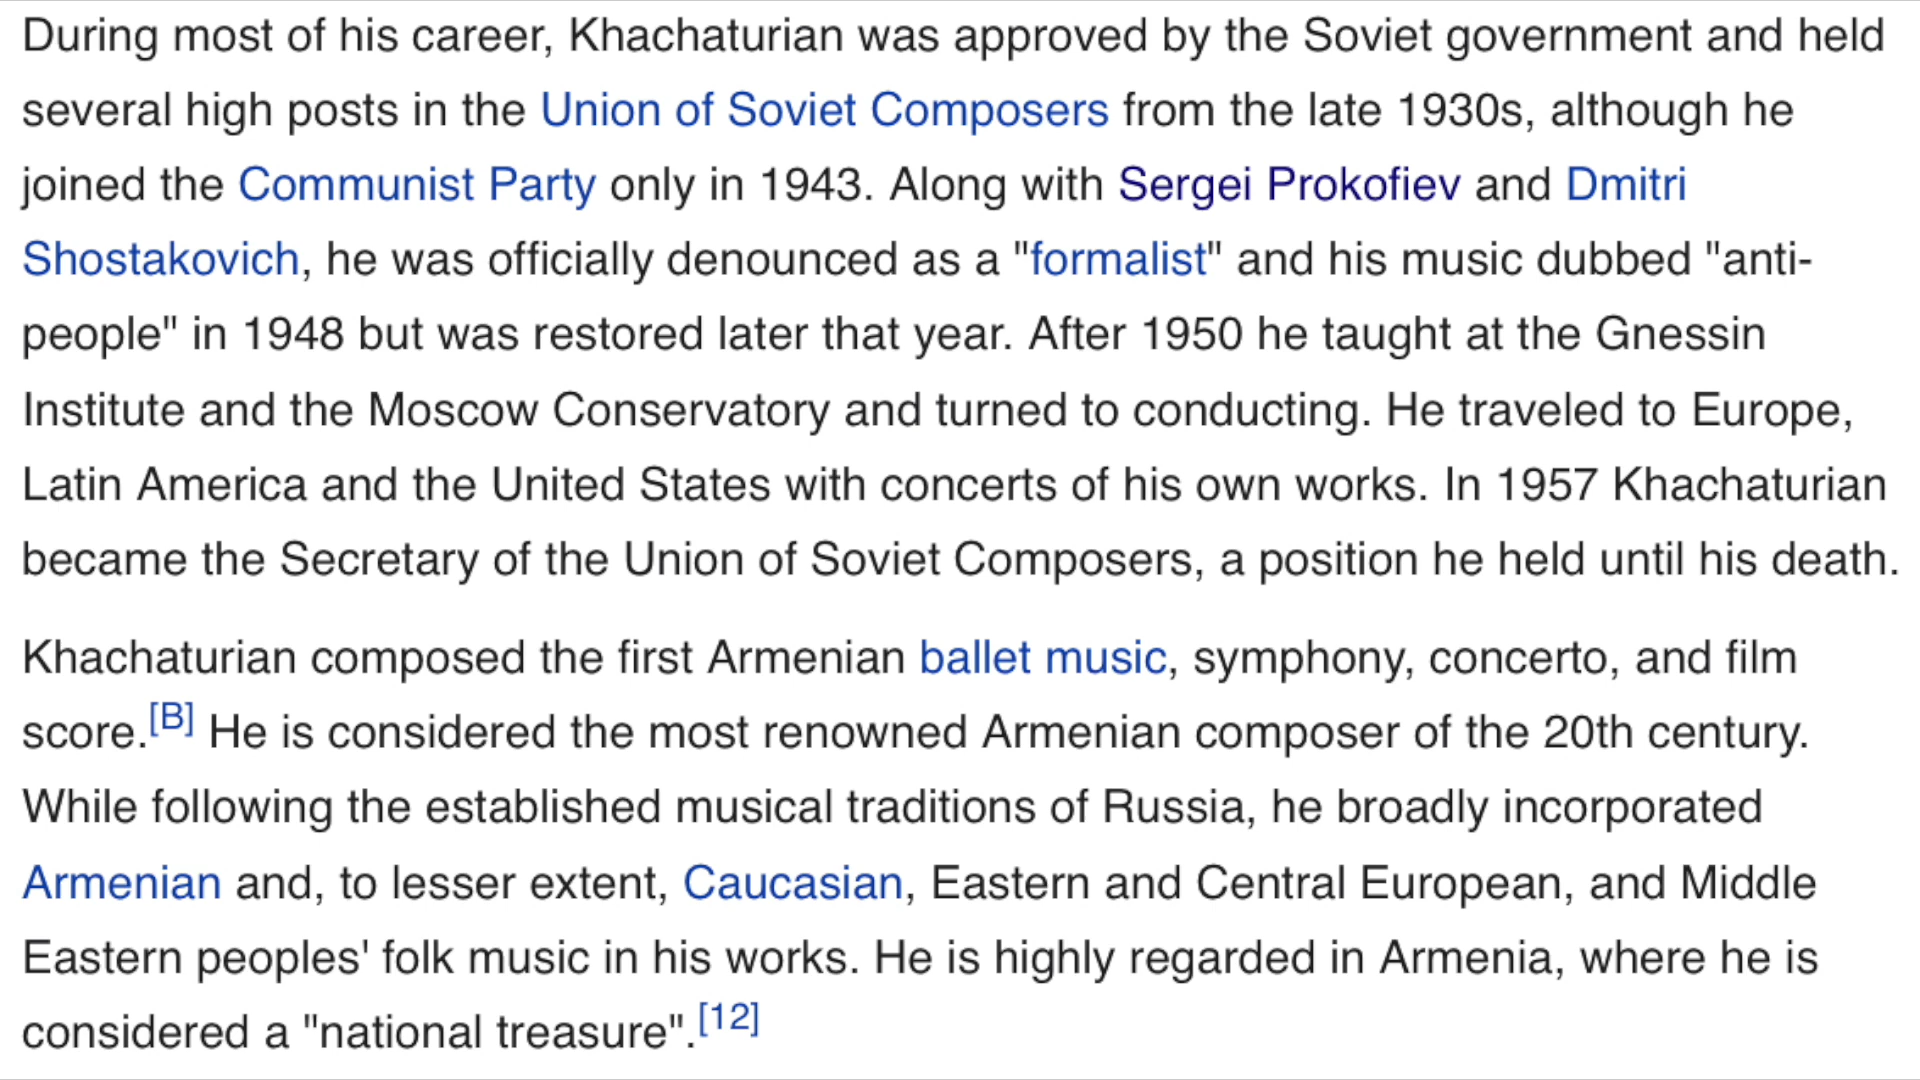 During most of his career, Khachaturian was approved by the Soviet government and held
several high posts in the Union of Soviet Composers from the late 1930s, although he
joined the Communist Party only in 1943. Along with Sergei Prokofiev and Dmitri
Shostakovich, he was officially denounced as a "formalist" and his music dubbed "anti-
people" in 1948 but was restored later that year. After 1950 he taught at the Gnessin
Institute and the Moscow Conservatory and turned to conducting. He traveled to Europe,
Latin America and the United States with concerts of his own works. In 1957 Khachaturian
became the Secretary of the Union of Soviet Composers, a position he held until his death.
Khachaturian composed the first Armenian ballet music, symphony, concerto, and film
score.[B] He is considered the most renowned Armenian composer of the 20th century.
While following the established musical traditions of Russia, he broadly incorporated
Armenian and, to lesser extent, Caucasian, Eastern and Central European, and Middle
Eastern peoples' folk music in his works. He is highly regarded in Armenia, where he is
considered a "national treasure".[12]